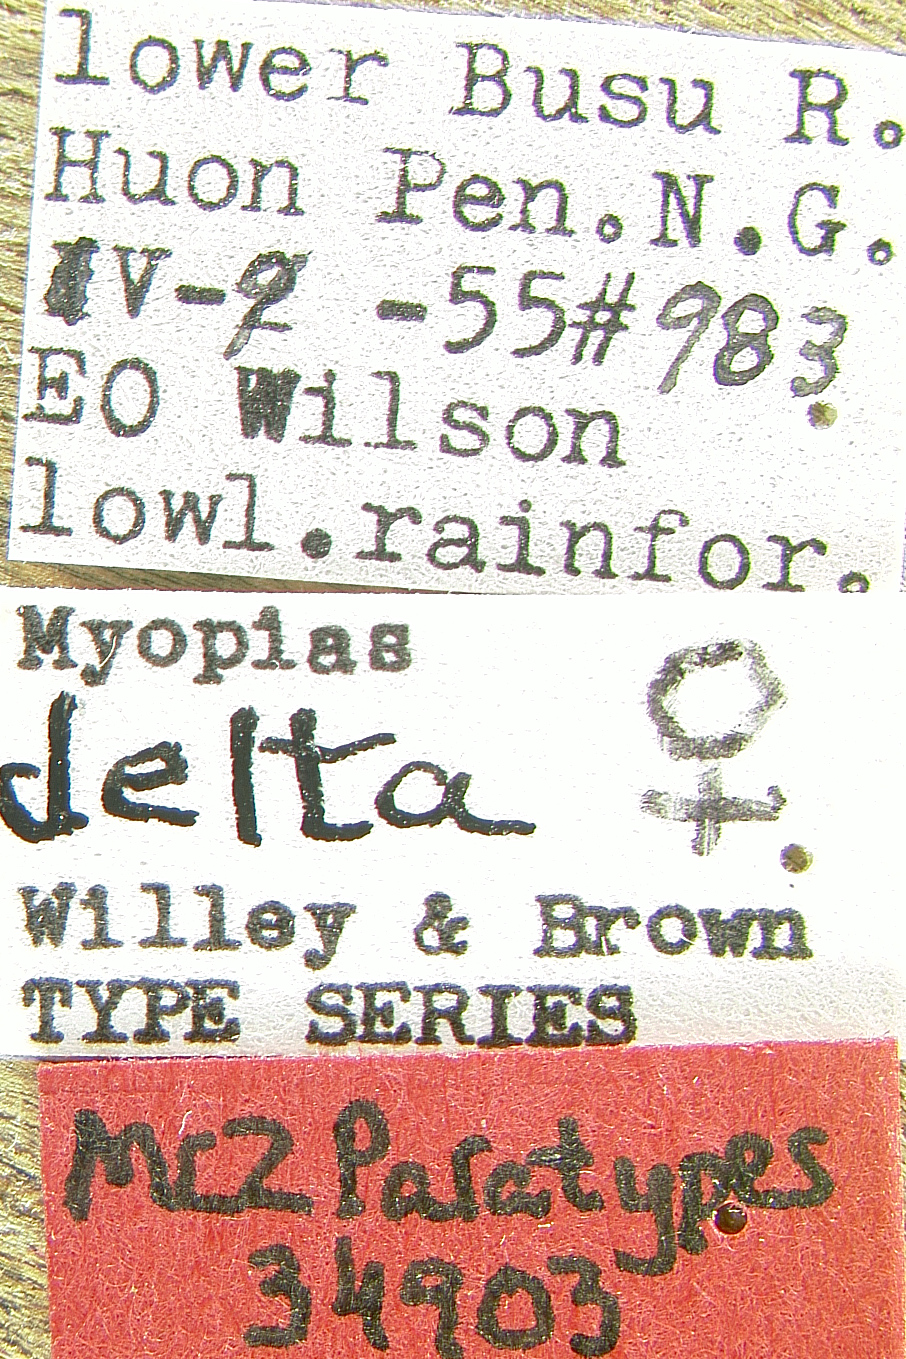 lower Busu R.
Huon Pen.N.G.
IV-2 -55#983
EO Wilson
lowl.rainfor.
Myopias
delta ♀
Willey & Brown
TYPE SERIES
MCZ Paratypes
34903